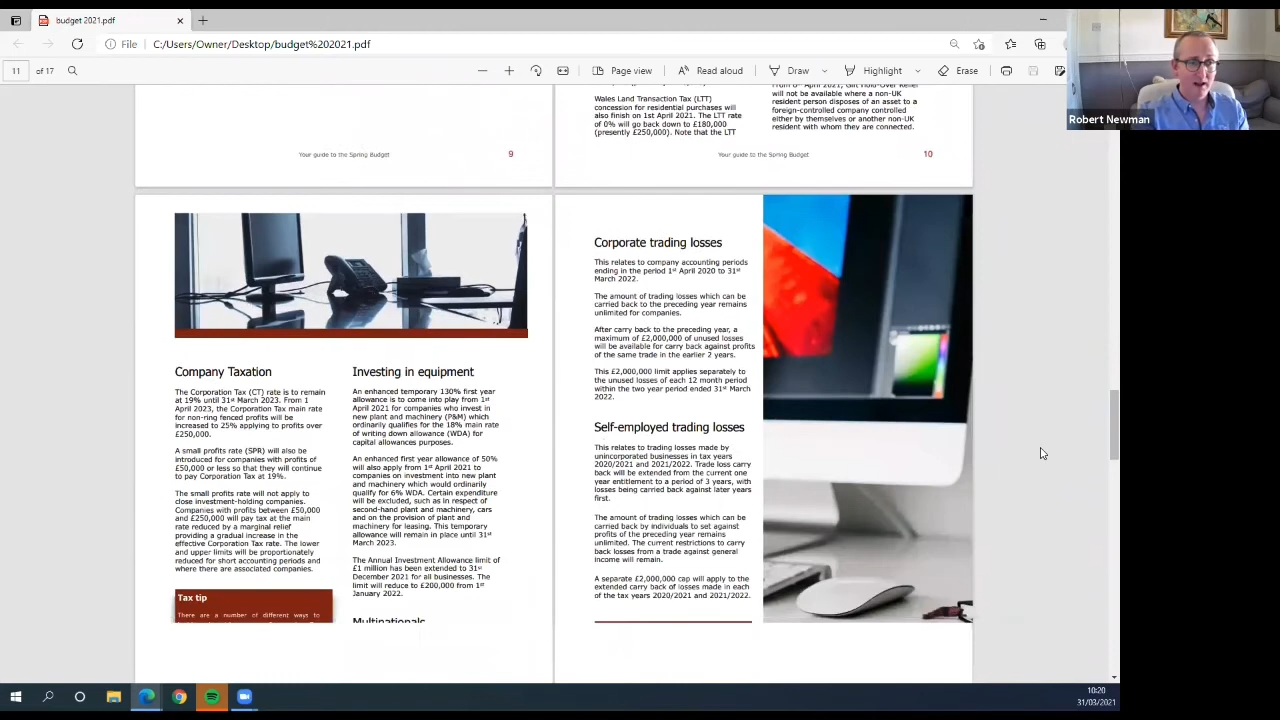 budget 2021.pdf
File
C:/Users/Owner/Desktop/budget%202021.pdf
11
of 17
Page view
Read aloud
Draw
Highlight
Erase
Robert Newman
Wales Land Transaction Tax (LTT)
concession for residential purchases will
also finish on 1st April 2021. The LTT rate
of 0% will go back down to £180,000
(presently £250,000). Note that the LTT
will not be available where a non-UK
resident person disposes of an asset to a
foreign-controlled company controlled
either by themselves or another non-UK
resident with whom they are connected.
Your guide to the Spring Budget
9
Your guide to the Spring Budget
10
Company Taxation
The Corporation Tax (CT) rate is to remain
at 19% until 31st March 2023. From 1
April 2023, the Corporation Tax main rate
for non-ring fenced profits will be
increased to 25% applying to profits over
£250,000.
A small profits rate (SPR) will also be
introduced for companies with profits of
£50,000 or less so that they will continue
to pay Corporation Tax at 19%.
The small profits rate will not apply to
close investment-holding companies.
Companies with profits between £50,000
and £250,000 will pay tax at the main
rate reduced by a marginal relief
providing a gradual increase in the
effective Corporation Tax rate. The lower
and upper limits will be proportionately
reduced for short accounting periods and
where there are associated companies.
Tax tip
There are a number of different ways to
Investing in equipment
An enhanced temporary 130% first year
allowance is to come into play from 1st
April 2021 for companies who invest in
new plant and machinery (P&M) which
ordinarily qualifies for the 18% main rate
of writing down allowance (WDA) for
capital allowances purposes.
An enhanced first year allowance of 50%
will also apply from 1st April 2021 to
companies on investment into new plant
and machinery which would ordinarily
qualify for 6% WDA. Certain expenditure
will be excluded, such as in respect of
second-hand plant and machinery, cars
and on the provision of plant and
machinery for leasing. This temporary
allowance will remain in place until 31st
March 2023.
The Annual Investment Allowance limit of
£1 million has been extended to 31st
December 2021 for all businesses. The
limit will reduce to £200,000 from 1st
January 2022.
Multinationals
Corporate trading losses
This relates to company accounting periods
ending in the period 1st April 2020 to 31st
March 2022.
The amount of trading losses which can be
carried back to the preceding year remains
unlimited for companies.
After carry back to the preceding year, a
maximum of £2,000,000 of unused losses
will be available for carry back against profits
of the same trade in the earlier 2 years.
This £2,000,000 limit applies separately to
the unused losses of each 12 month period
within the two year period ended 31st March
2022.
Self-employed trading losses
This relates to trading losses made by
unincorporated businesses in tax years
2020/2021 and 2021/2022. Trade loss carry
back will be extended from the current one
year entitlement to a period of 3 years, with
losses being carried back against later years
first.
The amount of trading losses which can be
carried back by individuals to set against
profits of the preceding year remains
unlimited. The current restrictions to carry
back losses from a trade against general
income will remain.
A separate £2,000,000 cap will apply to the
extended carry back of losses made in each
of the tax years 2020/2021 and 2021/2022.
10:20
31/03/2021